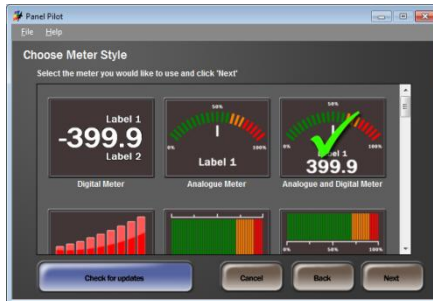 Panel Pilot
File Help
Choose Meter Style
Select the meter you would like to use and click 'Next'
Label 1
-399.9
Label 2
Digital Meter
50%
0% 100%
Label 1
Analogue Meter
50%
0% 100%
Label 1
399.9
Analogue and Digital Meter
0% 50% 100%
Check for updates
Cancel
Back
Next